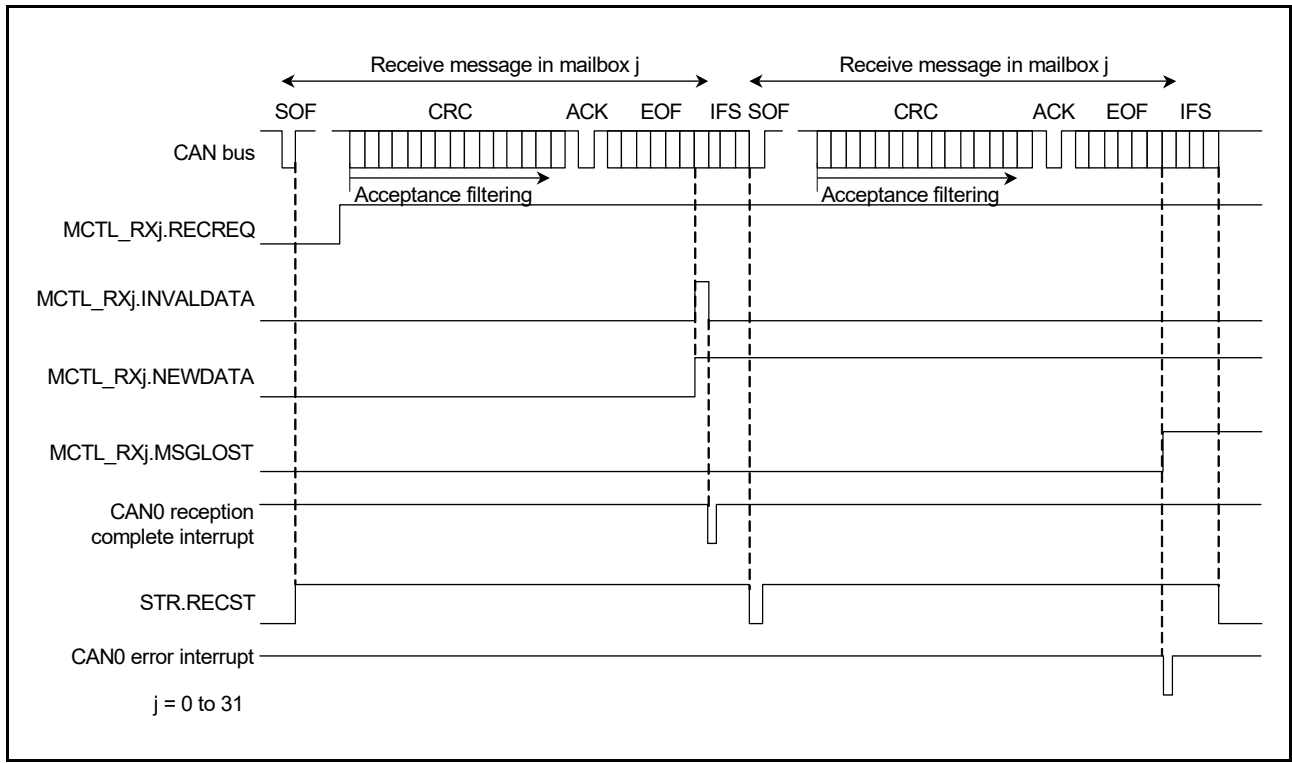 Receive message in mailbox j
Receive message in mailbox j
SOF CRC ACK EOF IFS SOF CRC ACK EOF IFS
CAN bus
Acceptance filtering
Acceptance filtering
MCTL_RXj.RECREQ
MCTL_RXj.INVALDATA
MCTL_RXj.NEWDATA
MCTL_RXj.MSGLOST
CAN0 reception
complete interrupt
STR.RECST
CAN0 error interrupt
j = 0 to 31